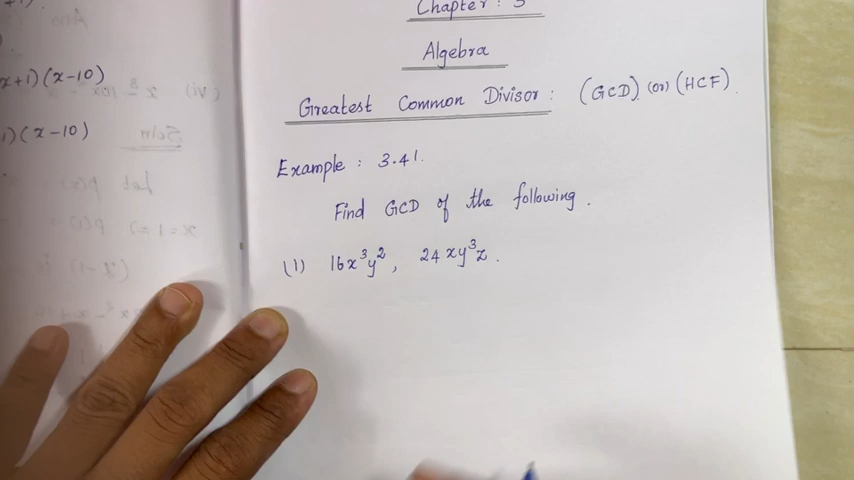 x+1) (x-10)
1) (x-10)
Chapter : 3
Algebra
Greatest Common Divisor : (GCD) (or) (HCF)
Example : 3.41.
Find GCD of the following.
(1) 16x³y², 24xy³z.